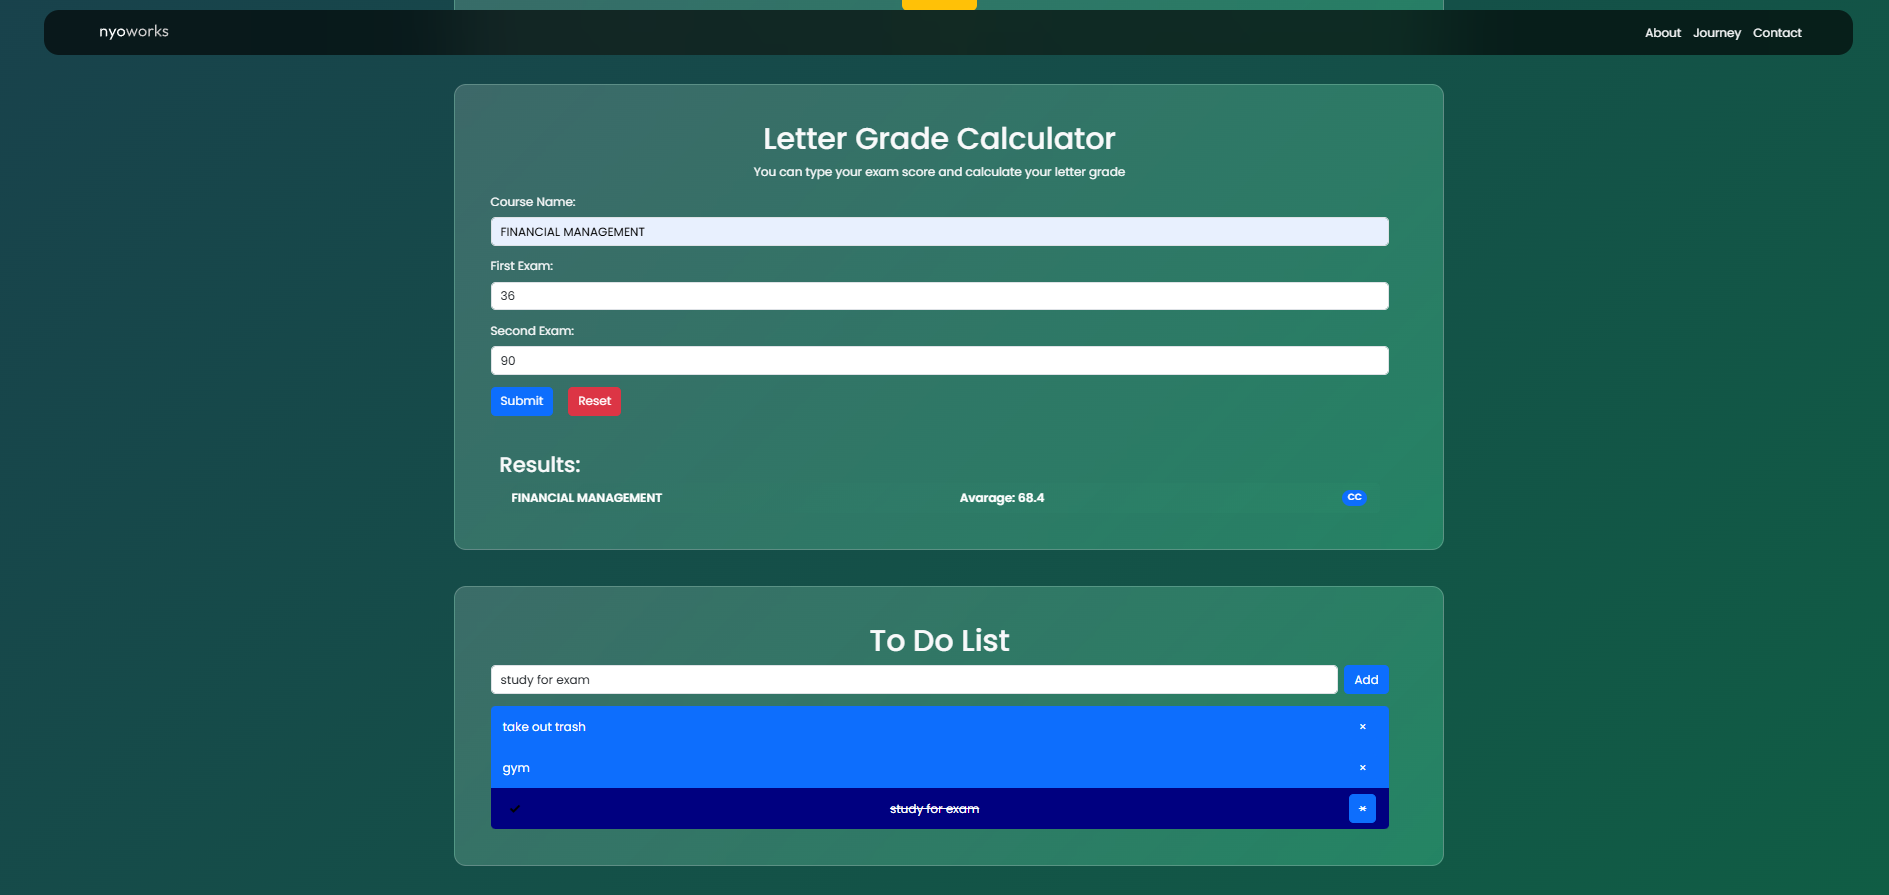 nyoworks
About Journey Contact
Letter Grade Calculator
You can type your exam score and calculate your letter grade
Course Name:
FINANCIAL MANAGEMENT
First Exam:
36
Second Exam:
90
Submit Reset
Results:
FINANCIAL MANAGEMENT Avarage: 68.4 CC
To Do List
study for exam Add
take out trash ×
gym ×
✓ study for exam ×